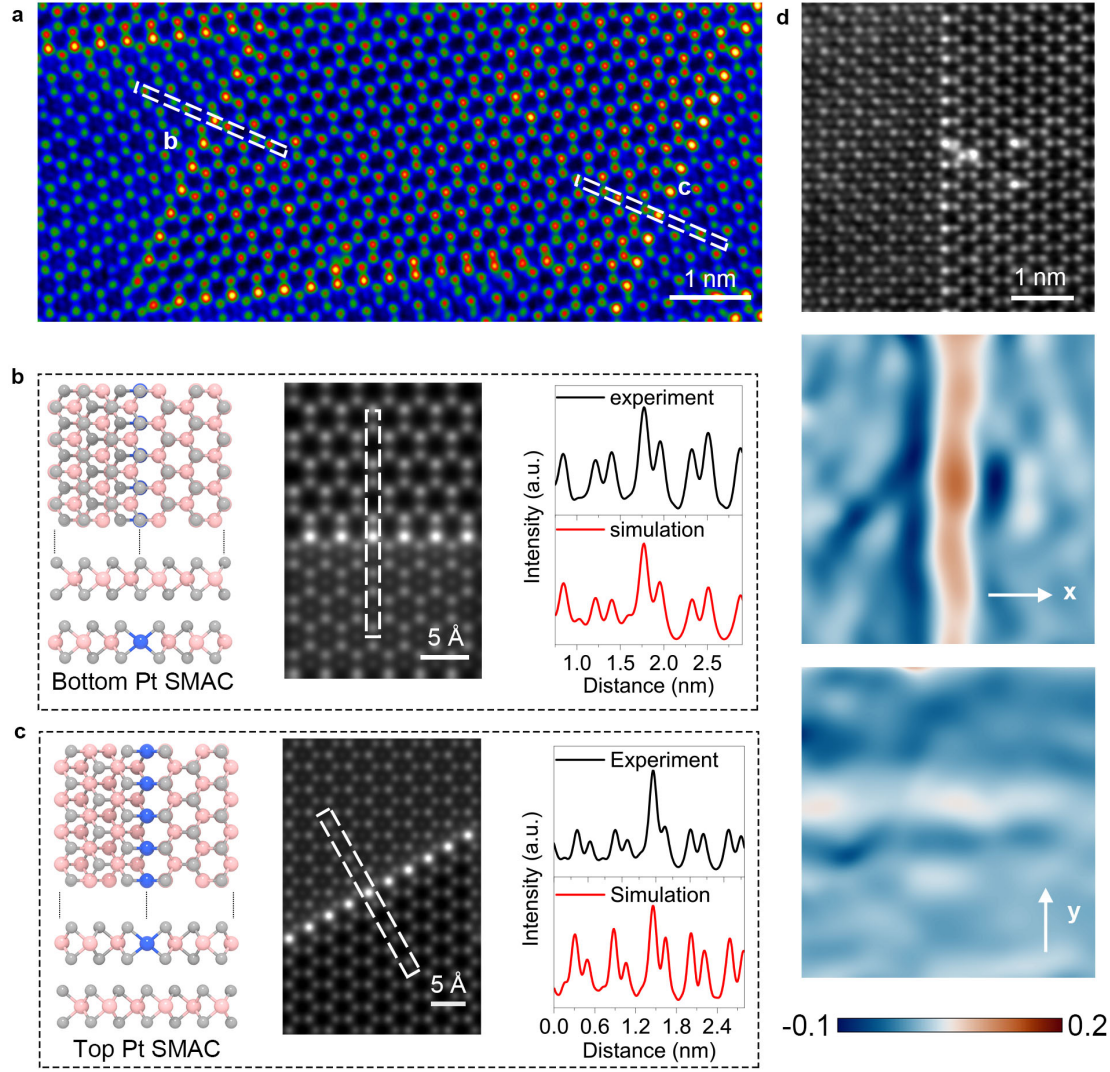 a
b
c
1 nm
d
1 nm
x
y
-0.1
0.2
b
Bottom Pt SMAC
5 Å
Intensity (a.u.)
experiment
simulation
1.0 1.5 2.0 2.5
Distance (nm)
c
Top Pt SMAC
5 Å
Intensity (a.u.)
Experiment
Simulation
0.0 0.6 1.2 1.8 2.4
Distance (nm)